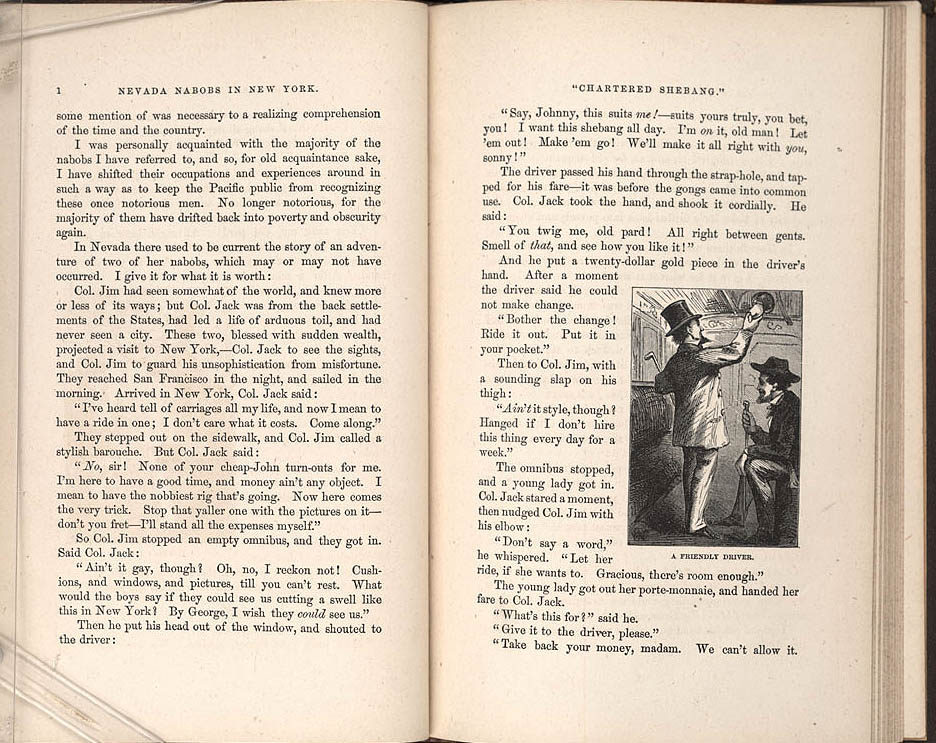 1 NEVADA NABOBS IN NEW YORK.
some mention of was necessary to a realizing comprehension
of the time and the country.
I was personally acquainted with the majority of the
nabobs I have referred to, and so, for old acquaintance sake,
I have shifted their occupations and experiences around in
such a way as to keep the Pacific public from recognizing
these once notorious men. No longer notorious, for the
majority of them have drifted back into poverty and obscurity
again.
In Nevada there used to be current the story of an adven-
ture of two of her nabobs, which may or may not have
occurred. I give it for what it is worth:
Col. Jim had seen somewhat of the world, and knew more
or less of its ways; but Col. Jack was from the back settle-
ments of the States, had led a life of arduous toil, and had
never seen a city. These two, blessed with sudden wealth,
projected a visit to New York,—Col. Jack to see the sights,
and Col. Jim to guard his unsophistication from misfortune.
They reached San Francisco in the night, and sailed in the
morning. Arrived in New York, Col. Jack said:
“I’ve heard tell of carriages all my life, and now I mean to
have a ride in one; I don’t care what it costs. Come along.”
They stepped out on the sidewalk, and Col. Jim called a
stylish barouche. But Col. Jack said:
“No, sir! None of your cheap-John turn-outs for me.
I’m here to have a good time, and money ain’t any object. I
mean to have the nobbiest rig that’s going. Now here comes
the very trick. Stop that yaller one with the pictures on it—
don’t you fret—I’ll stand all the expenses myself.”
So Col. Jim stopped an empty omnibus, and they got in.
Said Col. Jack:
“Ain’t it gay, though? Oh, no, I reckon not! Cush-
ions, and windows, and pictures, till you can’t rest. What
would the boys say if they could see us cutting a swell like
this in New York? By George, I wish they could see us.”
Then he put his head out of the window, and shouted to
the driver:
“CHARTERED SHEBANG.”
“Say, Johnny, this suits me!—suits yours truly, you bet,
you! I want this shebang all day. I’m on it, old man! Let
’em out! Make ’em go! We’ll make it all right with you,
sonny!”
The driver passed his hand through the strap-hole, and tap-
ped for his fare—it was before the gongs came into common
use. Col. Jack took the hand, and shook it cordially. He
said:
“You twig me, old pard! All right between gents.
Smell of that, and see how you like it!”
And he put a twenty-dollar gold piece in the driver’s
hand. After a moment
the driver said he could
not make change.
“Bother the change!
Ride it out. Put it in
your pocket.”
Then to Col. Jim, with
a sounding slap on his
thigh:
“Ain’t it style, though?
Hanged if I don’t hire
this thing every day for a
week.”
The omnibus stopped,
and a young lady got in.
Col. Jack stared a moment,
then nudged Col. Jim with
his elbow:
“Don’t say a word,”
he whispered. “Let her
A FRIENDLY DRIVER.
ride, if she wants to. Gracious, there’s room enough.”
The young lady got out her porte-monnaie, and handed her
fare to Col. Jack.
“What’s this for?” said he.
“Give it to the driver, please.”
“Take back your money, madam. We can’t allow it.